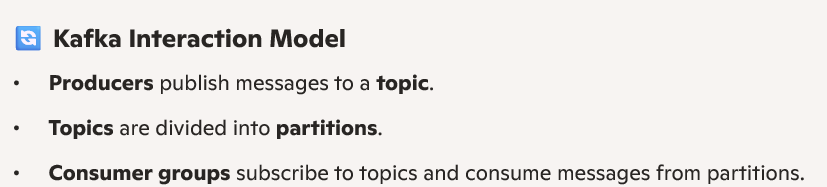 Kafka Interaction Model
• Producers publish messages to a topic.
• Topics are divided into partitions.
• Consumer groups subscribe to topics and consume messages from partitions.